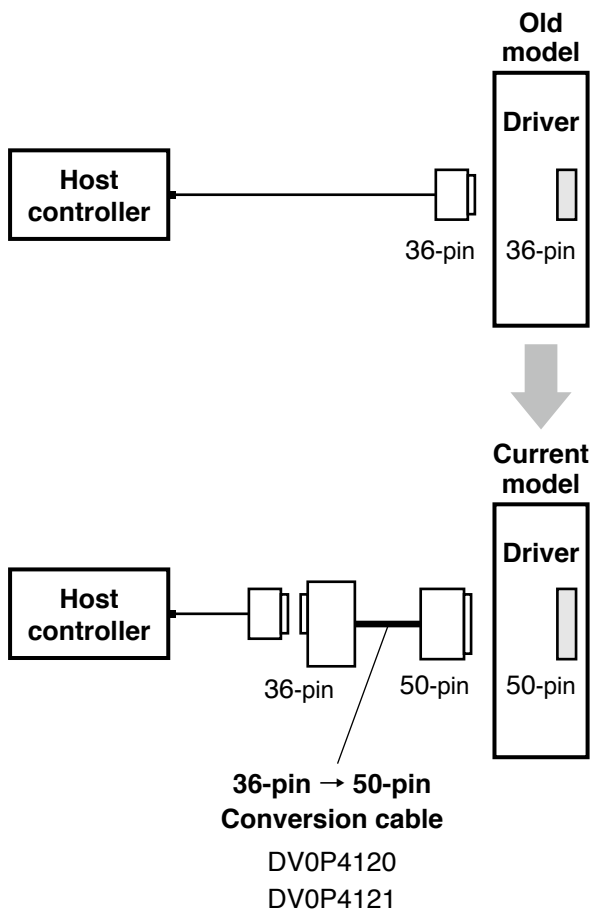 Old
model
Driver
Host
controller
36-pin
36-pin
Current
model
Driver
Host
controller
36-pin
50-pin
50-pin
36-pin → 50-pin
Conversion cable
DV0P4120
DV0P4121